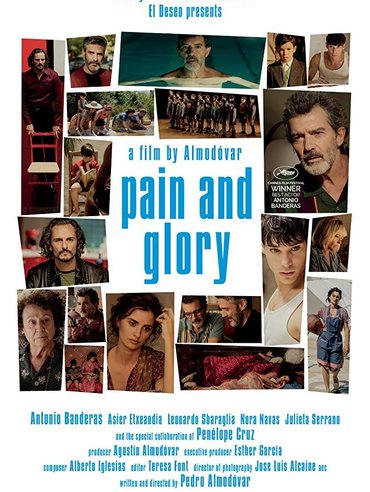 El Deseo presents
a film by Almodóvar
pain and
glory
CANNES FILM FESTIVAL
WINNER
BEST ACTOR
ANTONIO
BANDERAS
Antonio Banderas Asier Etxeandia Leonardo Sbaraglia Nora Navas Julieta Serrano
and the special collaboration of Penélope Cruz
producer Agustín Almodóvar executive producer Esther García
composer Alberto Iglesias editor Teresa Font director of photography José Luis Alcaine aec
written and directed by Pedro Almodóvar